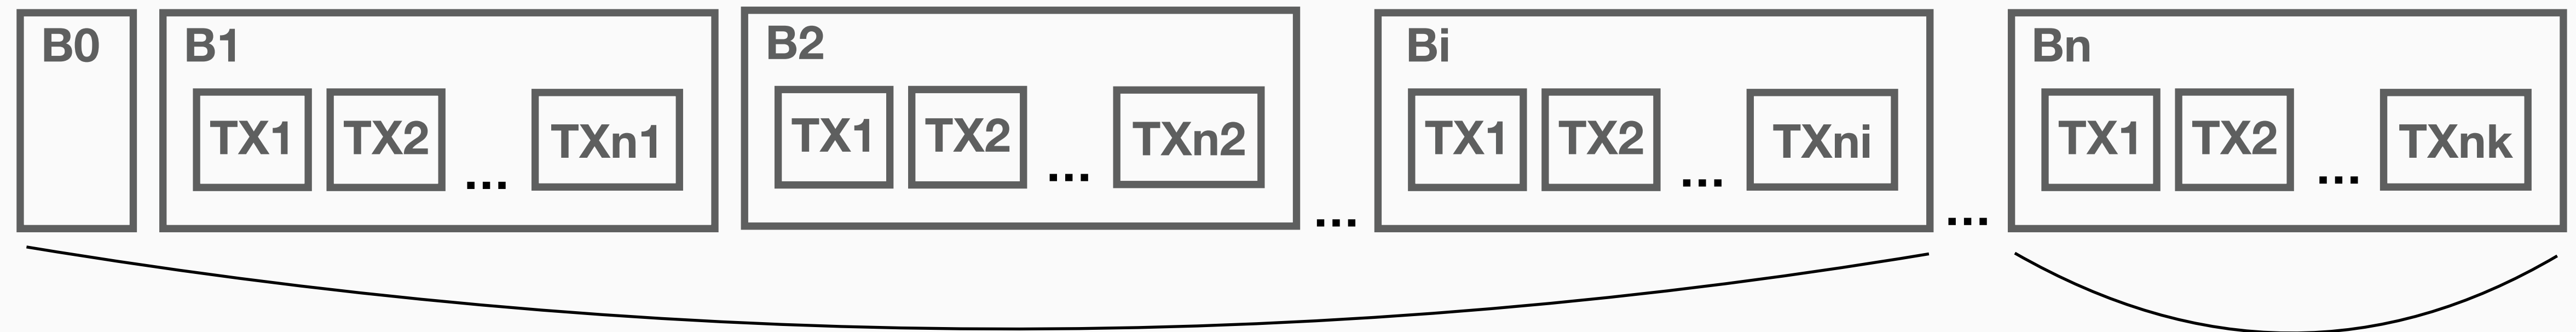 B0
B1
TX1 TX2 ... TXn1
B2
TX1 TX2 ... TXn2
...
Bi
TX1 TX2 ... TXni
...
Bn
TX1 TX2 ... TXnk